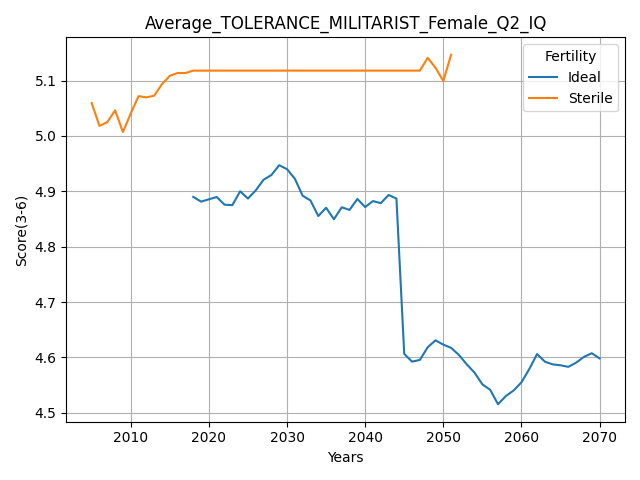 Average_TOLERANCE_MILITARIST_Female_Q2_IQ
Fertility
Ideal
Sterile
Score(3-6)
5.1
5.0
4.9
4.8
4.7
4.6
4.5
2010 2020 2030 2040 2050 2060 2070
Years